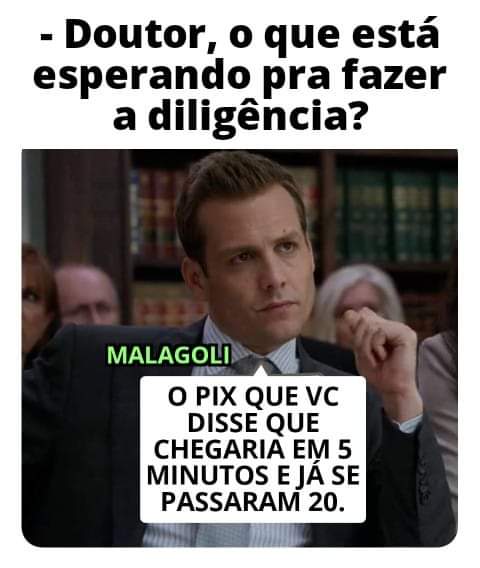 - Doutor, o que está
esperando pra fazer
a diligência?
MALAGOLI
O PIX QUE VC
DISSE QUE
CHEGARIA EM 5
MINUTOS E JÁ SE
PASSARAM 20.